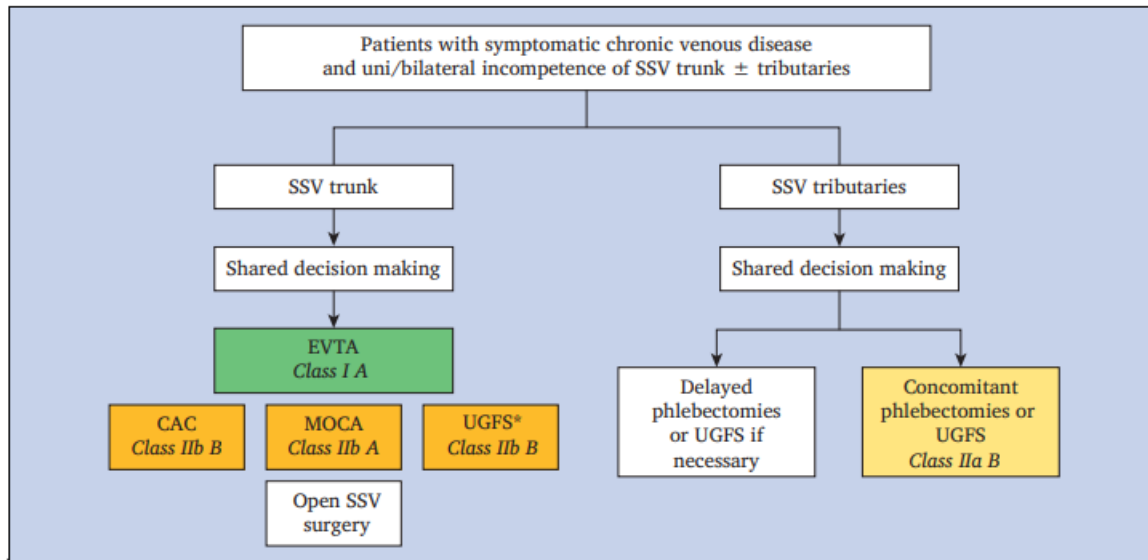 Patients with symptomatic chronic venous disease
and uni/bilateral incompetence of SSV trunk ± tributaries
SSV trunk
SSV tributaries
Shared decision making
Shared decision making
EVTA
Class I A
CAC
Class IIb B
MOCA
Class IIb A
UGFS*
Class IIb B
Open SSV
surgery
Delayed
phlebectomies
or UGFS if
necessary
Concomitant
phlebectomies or
UGFS
Class IIa B